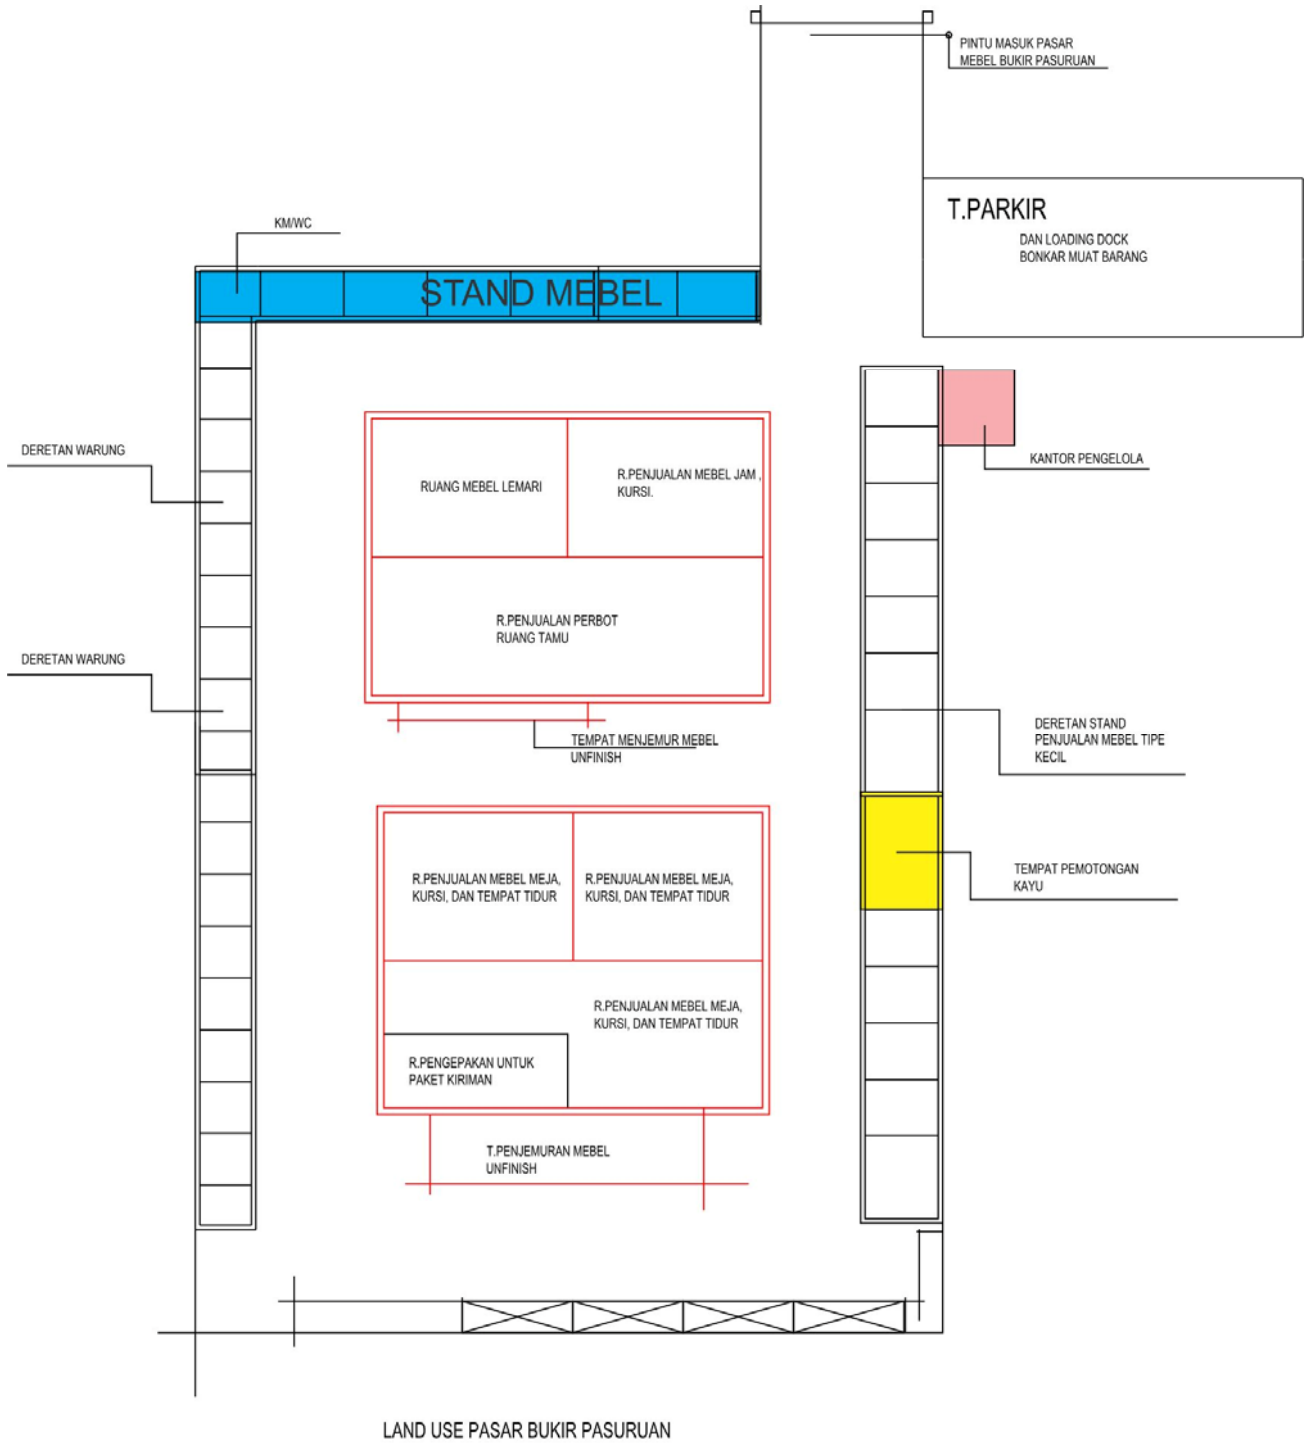 PINTU MASUK PASAR
MEBEL BUKIR PASURUAN
T.PARKIR
DAN LOADING DOCK
BONKAR MUAT BARANG
KM/WC
STAND MEBEL
DERETAN WARUNG
RUANG MEBEL LEMARI
R.PENJUALAN MEBEL JAM ,
KURSI.
KANTOR PENGELOLA
R.PENJUALAN PERBOT
RUANG TAMU
DERETAN WARUNG
TEMPAT MENJEMUR MEBEL
UNFINISH
DERETAN STAND
PENJUALAN MEBEL TIPE
KECIL
R.PENJUALAN MEBEL MEJA,
KURSI, DAN TEMPAT TIDUR
R.PENJUALAN MEBEL MEJA,
KURSI, DAN TEMPAT TIDUR
TEMPAT PEMOTONGAN
KAYU
R.PENJUALAN MEBEL MEJA,
KURSI, DAN TEMPAT TIDUR
R.PENGEPAKAN UNTUK
PAKET KIRIMAN
T.PENJEMURAN MEBEL
UNFINISH
LAND USE PASAR BUKIR PASURUAN